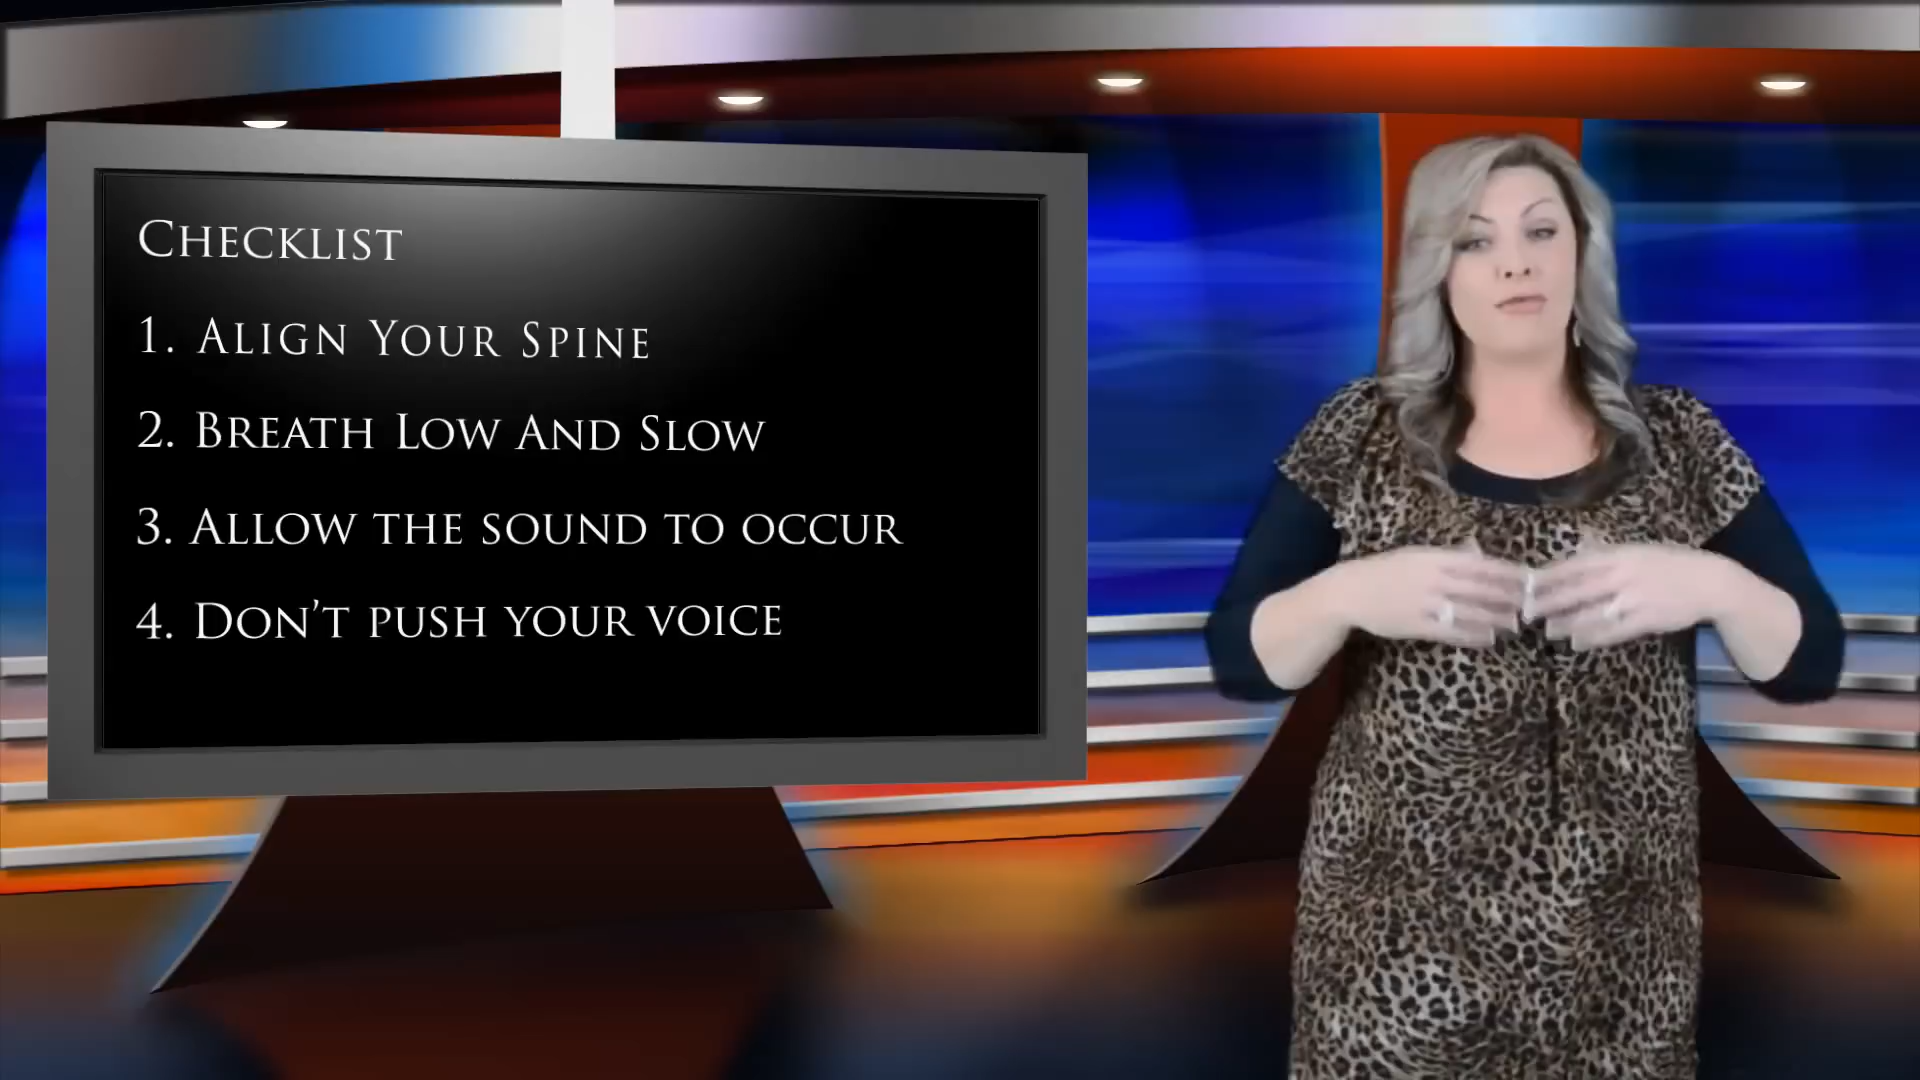 Checklist
1. Align Your Spine
2. Breath Low And Slow
3. Allow the sound to occur
4. Don't push your voice